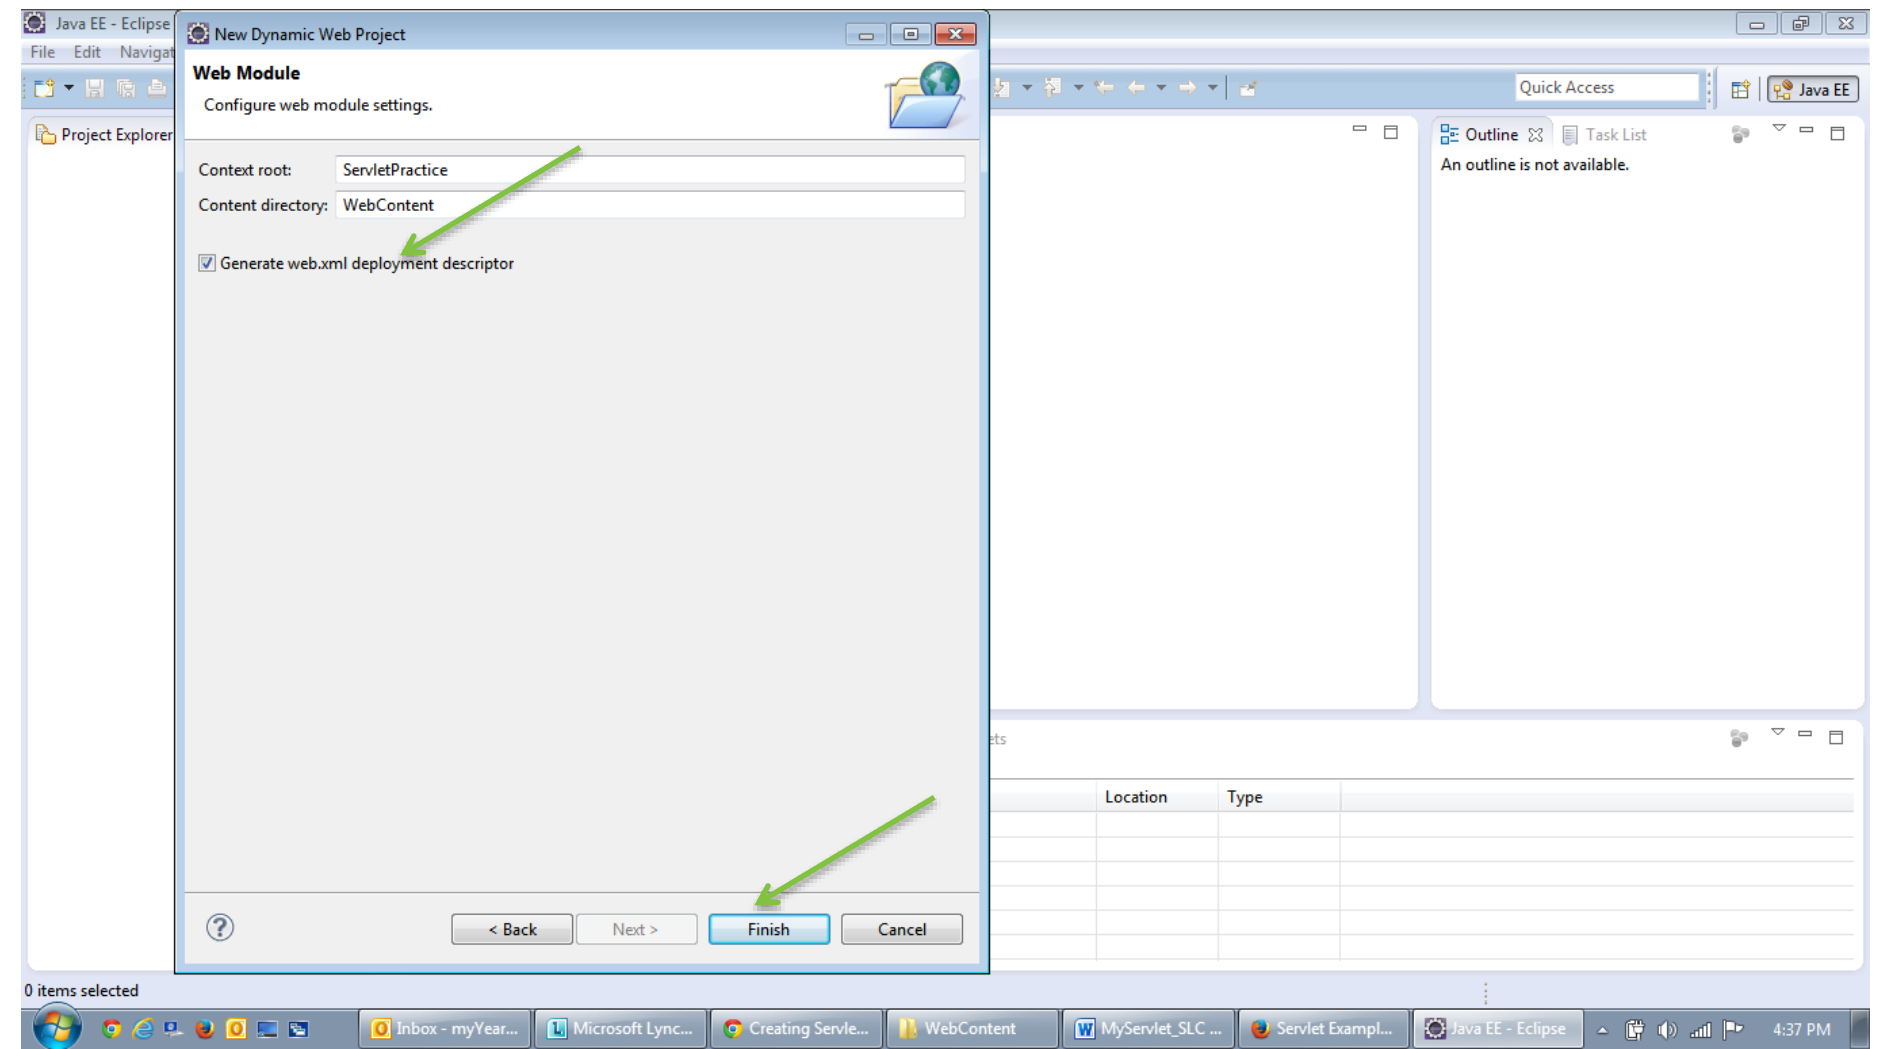 Java EE - Eclipse
New Dynamic Web Project
File Edit Navigat
Web Module
Configure web module settings.
Quick Access
Java EE
Project Explorer
Outline
Task List
An outline is not available.
Context root: ServletPractice
Content directory: WebContent
Generate web.xml deployment descriptor
ets
Location Type
? < Back Next > Finish Cancel
0 items selected
Inbox - myYear...
Microsoft Lync...
Creating Servle...
WebContent
MyServlet_SLC ...
Servlet Exampl...
Java EE - Eclipse
4:37 PM